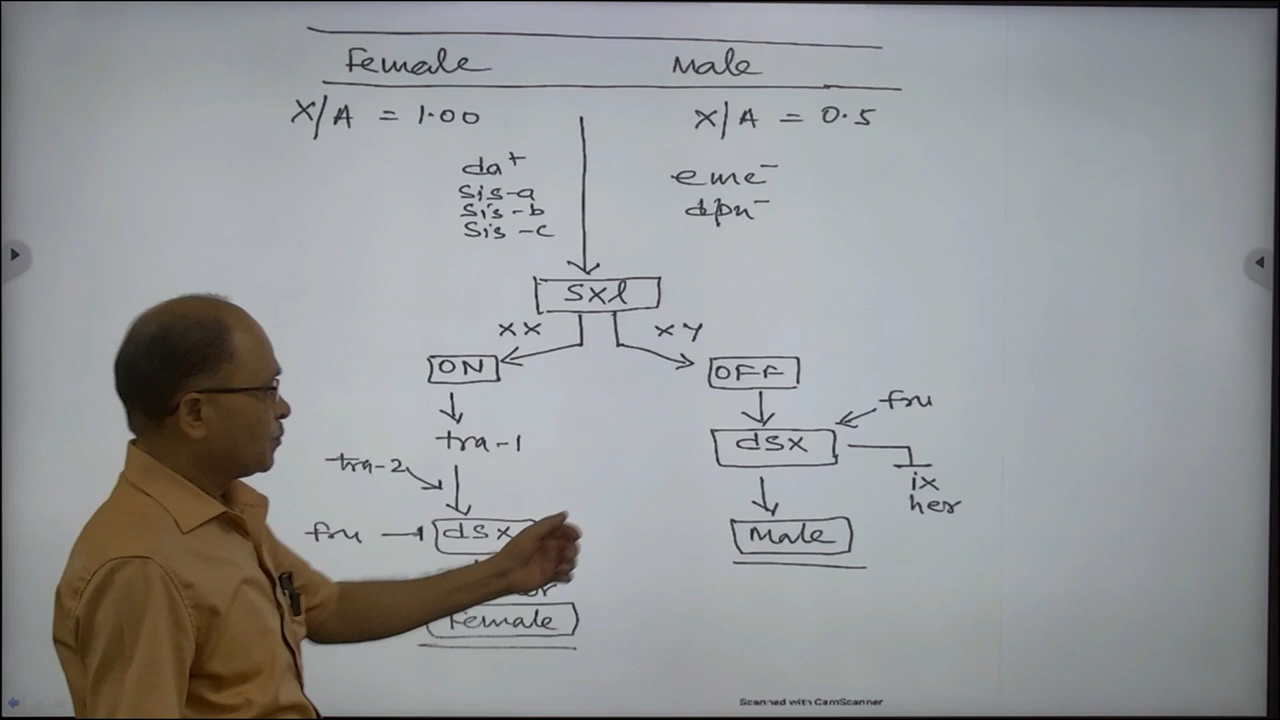 Female Male
X/A = 1.00 X/A = 0.5
da+
sis-a
sis-b
sis-c
emc-
dpn-
sxl
XX XY
ON OFF
tra-1
fru
dsx
tra-2
ix
her
fru
dsx
Male
Female
Scanned with CamScanner